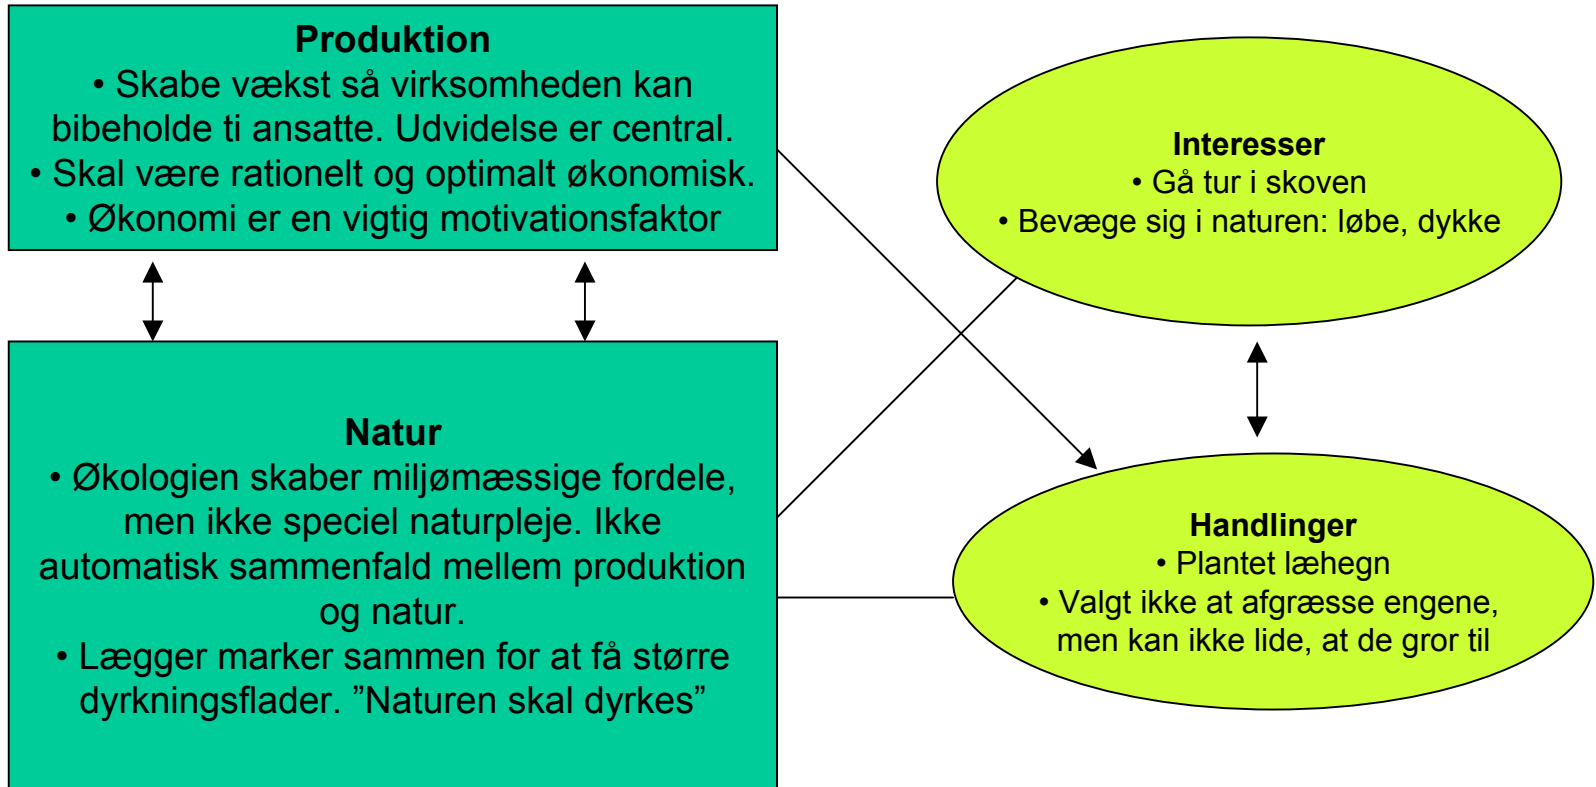 Produktion
• Skabe vækst så virksomheden kan
bibeholde ti ansatte. Udvidelse er central.
• Skal være rationelt og optimalt økonomisk.
• Økonomi er en vigtig motivationsfaktor
Natur
• Økologien skaber miljømæssige fordele,
men ikke speciel naturpleje. Ikke
automatisk sammenfald mellem produktion
og natur.
• Lægger marker sammen for at få større
dyrkningsflader. ”Naturen skal dyrkes”
Interesser
• Gå tur i skoven
• Bevæge sig i naturen: løbe, dykke
Handlinger
• Plantet læhegn
• Valgt ikke at afgræsse engene,
men kan ikke lide, at de gror til